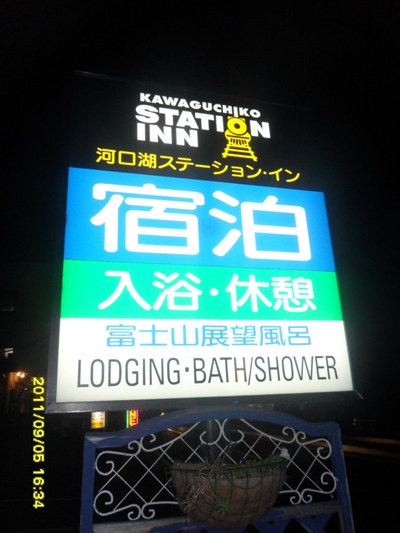 KAWAGUCHIKO
STATION
INN
河口湖ステーション・イン
宿泊
入浴・休憩
富士山展望風呂
LODGING・BATH/SHOWER
2011/09/05 16:34